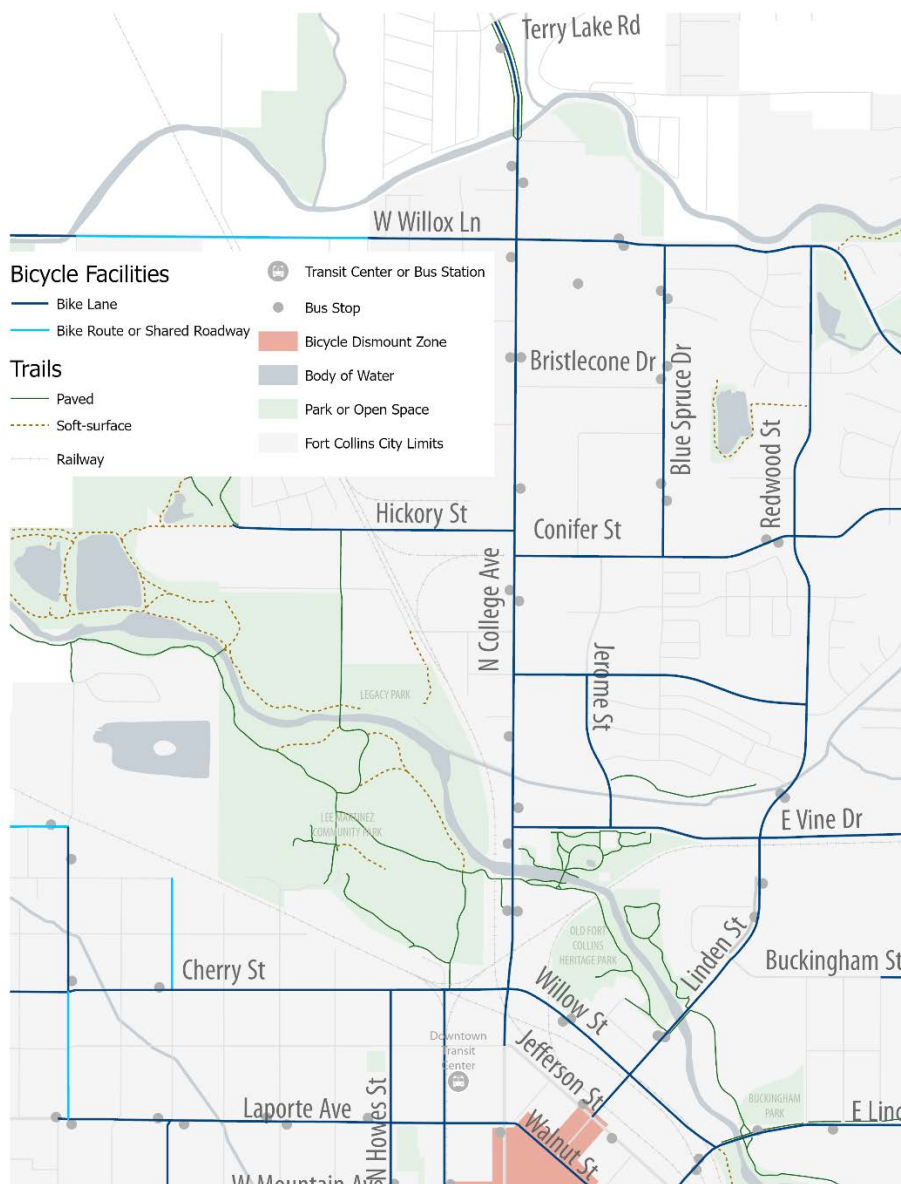 Terry Lake Rd
W Willox Ln
Bicycle Facilities
Bike Lane
Bike Route or Shared Roadway
Trails
Paved
Soft-surface
Railway
Transit Center or Bus Station
Bus Stop
Bicycle Dismount Zone
Body of Water
Park or Open Space
Fort Collins City Limits
Bristlecone Dr
Blue Spruce Dr
Redwood St
Hickory St
Conifer St
N College Ave
Jerome St
LEGACY PARK
E Vine Dr
LEE MARTINEZ
COMMUNITY PARK
OLD FORT
COLLINS
HERITAGE PARK
Linden St
Buckingham St
Cherry St
Willow St
Downtown
Transit
Center
Jefferson St
Laporte Ave
N Howes St
Walnut St
BUCKINGHAM
PARK
E Linc
W Mountain Ave